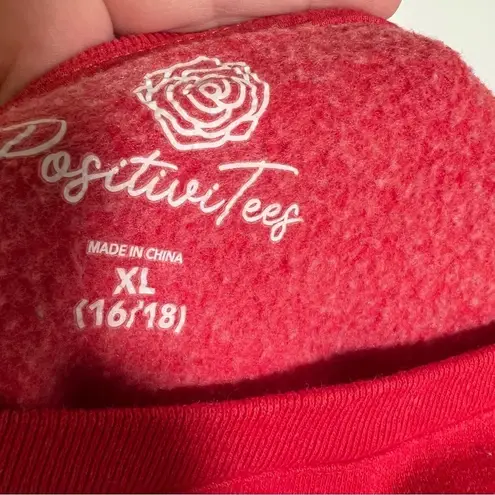 PositiviTees
MADE IN CHINA
XL
(16/18)